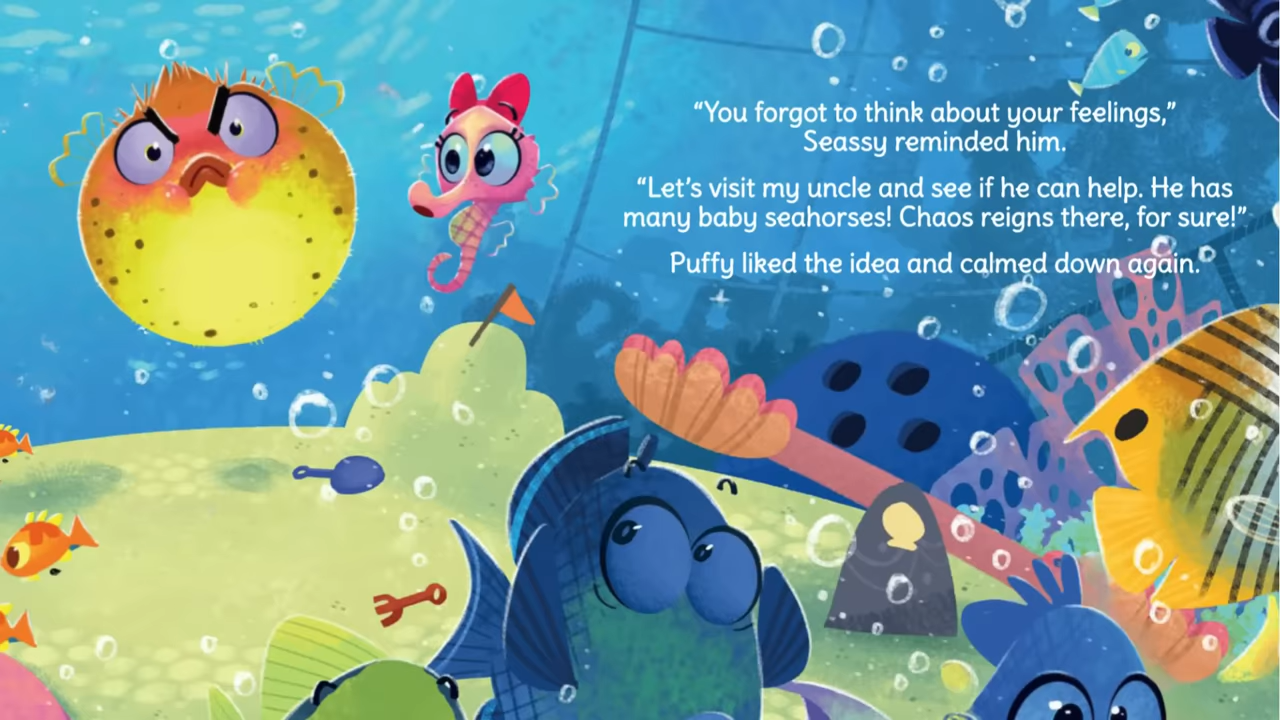 “You forgot to think about your feelings,”
Seassy reminded him.
“Let’s visit my uncle and see if he can help. He has
many baby seahorses! Chaos reigns there, for sure!”
Puffy liked the idea and calmed down again.